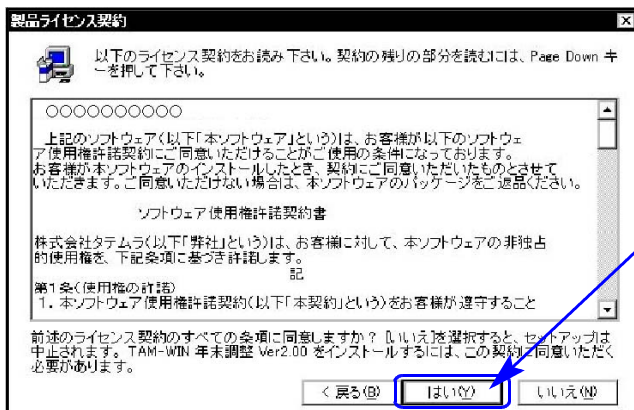 製品ライセンス契約
以下のライセンス契約をお読み下さい。契約の残りの部分を読むには、Page Down キ
ーを押して下さい。
○○○○○○○○○○
上記のソフトウェア(以下「本ソフトウェア」という)は、お客様が以下のソフトウェ
ア使用権許諾契約にご同意いただけることがご使用の条件になっております。
お客様が本ソフトウェアのインストールしたとき、契約にご同意いただいたものとさせて
いただきます。ご同意いただけない場合は、本ソフトウェアのパッケージをご返品ください。
ソフトウェア使用権許諾契約書
株式会社タテムラ(以下「弊社」という)は、お客様に対して、本ソフトウェアの非独占
的使用権を、下記条項に基づき許諾します。
記
第1条(使用権の許諾)
1. 本ソフトウェア使用権許諾契約(以下「本契約」という)をお客様が遵守すること
前述のライセンス契約のすべての条項に同意しますか？ [いいえ]を選択すると、セットアップは
中止されます。 TAM-WIN 年末調整 Ver2.00 をインストールするには、この契約に同意いただく
必要があります。
< 戻る(B) はい(Y) いいえ(N)